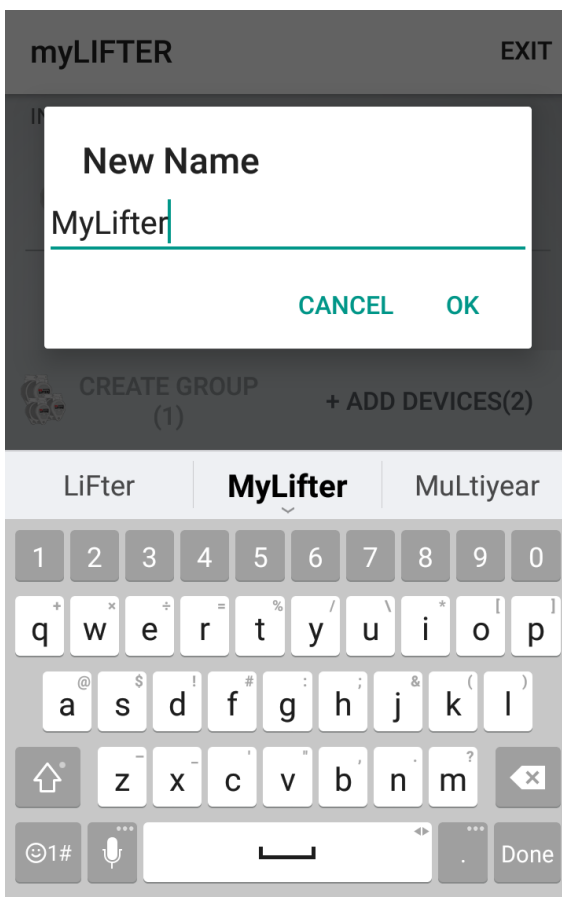 myLIFTER EXIT
IN
New Name
MyLifter
CANCEL OK
CREATE GROUP
(1)
+ ADD DEVICES(2)
LiFter MyLifter MuLtiyear
1 2 3 4 5 6 7 8 9 0
+ × ÷ = % / \ * [ ]
q w e r t y u i o p
@ $ ! # : ; & ( )
a s d f g h j k l
- _ ' " , . ?
z x c v b n m
1# . Done